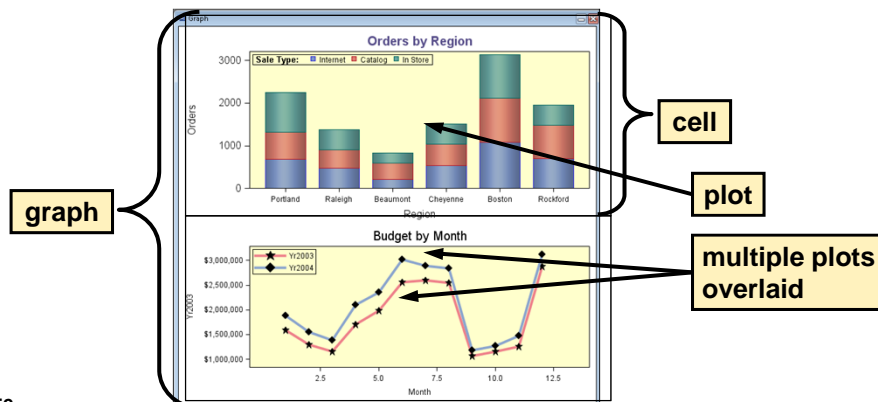 Graph
Orders by Region
Sale Type: Internet Catalog In Store
3000
2000
1000
0
Orders
Portland Raleigh Beaumont Cheyenne Boston Rockford
Region
cell
plot
graph
multiple plots
overlaid
Budget by Month
Yr2003
Yr2004
$3,000,000
$2,500,000
$2,000,000
$1,500,000
$1,000,000
Yr2003
2.5 5.0 7.5 10.0 12.5
Month